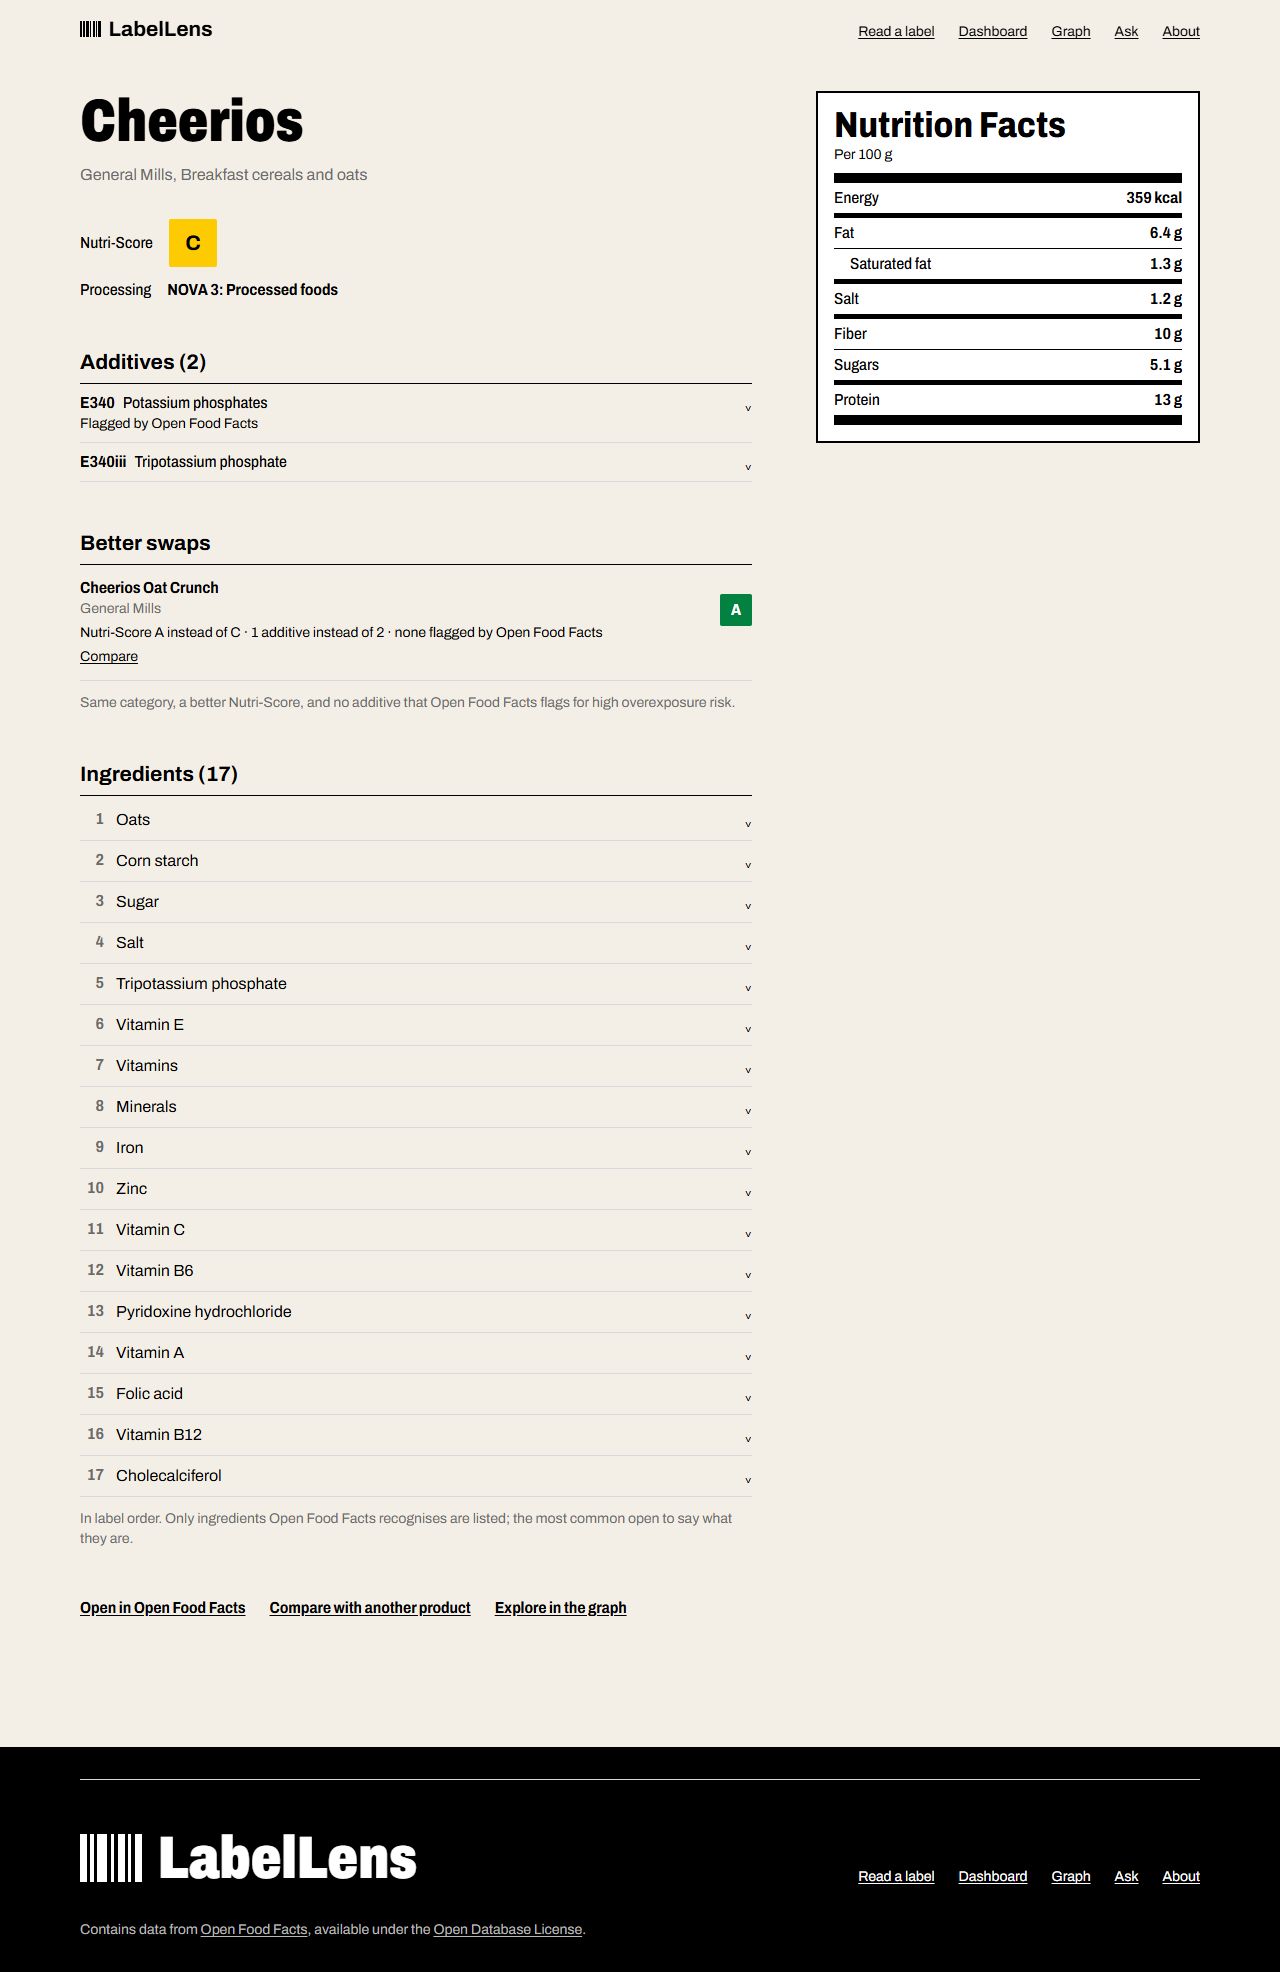 LabelLens
Read a label Dashboard Graph Ask About
Cheerios
General Mills, Breakfast cereals and oats
Nutri-Score C
Processing NOVA 3: Processed foods
Additives (2)
E340 Potassium phosphates v
Flagged by Open Food Facts
E340iii Tripotassium phosphate v
Better swaps
Cheerios Oat Crunch
General Mills
A
Nutri-Score A instead of C · 1 additive instead of 2 · none flagged by Open Food Facts
Compare
Same category, a better Nutri-Score, and no additive that Open Food Facts flags for high overexposure risk.
Ingredients (17)
1 Oats v
2 Corn starch v
3 Sugar v
4 Salt v
5 Tripotassium phosphate v
6 Vitamin E v
7 Vitamins v
8 Minerals v
9 Iron v
10 Zinc v
11 Vitamin C v
12 Vitamin B6 v
13 Pyridoxine hydrochloride v
14 Vitamin A v
15 Folic acid v
16 Vitamin B12 v
17 Cholecalciferol v
In label order. Only ingredients Open Food Facts recognises are listed; the most common open to say what
they are.
Open in Open Food Facts Compare with another product Explore in the graph
Nutrition Facts
Per 100 g
Energy 359 kcal
Fat 6.4 g
Saturated fat 1.3 g
Salt 1.2 g
Fiber 10 g
Sugars 5.1 g
Protein 13 g
LabelLens
Read a label Dashboard Graph Ask About
Contains data from Open Food Facts, available under the Open Database License.